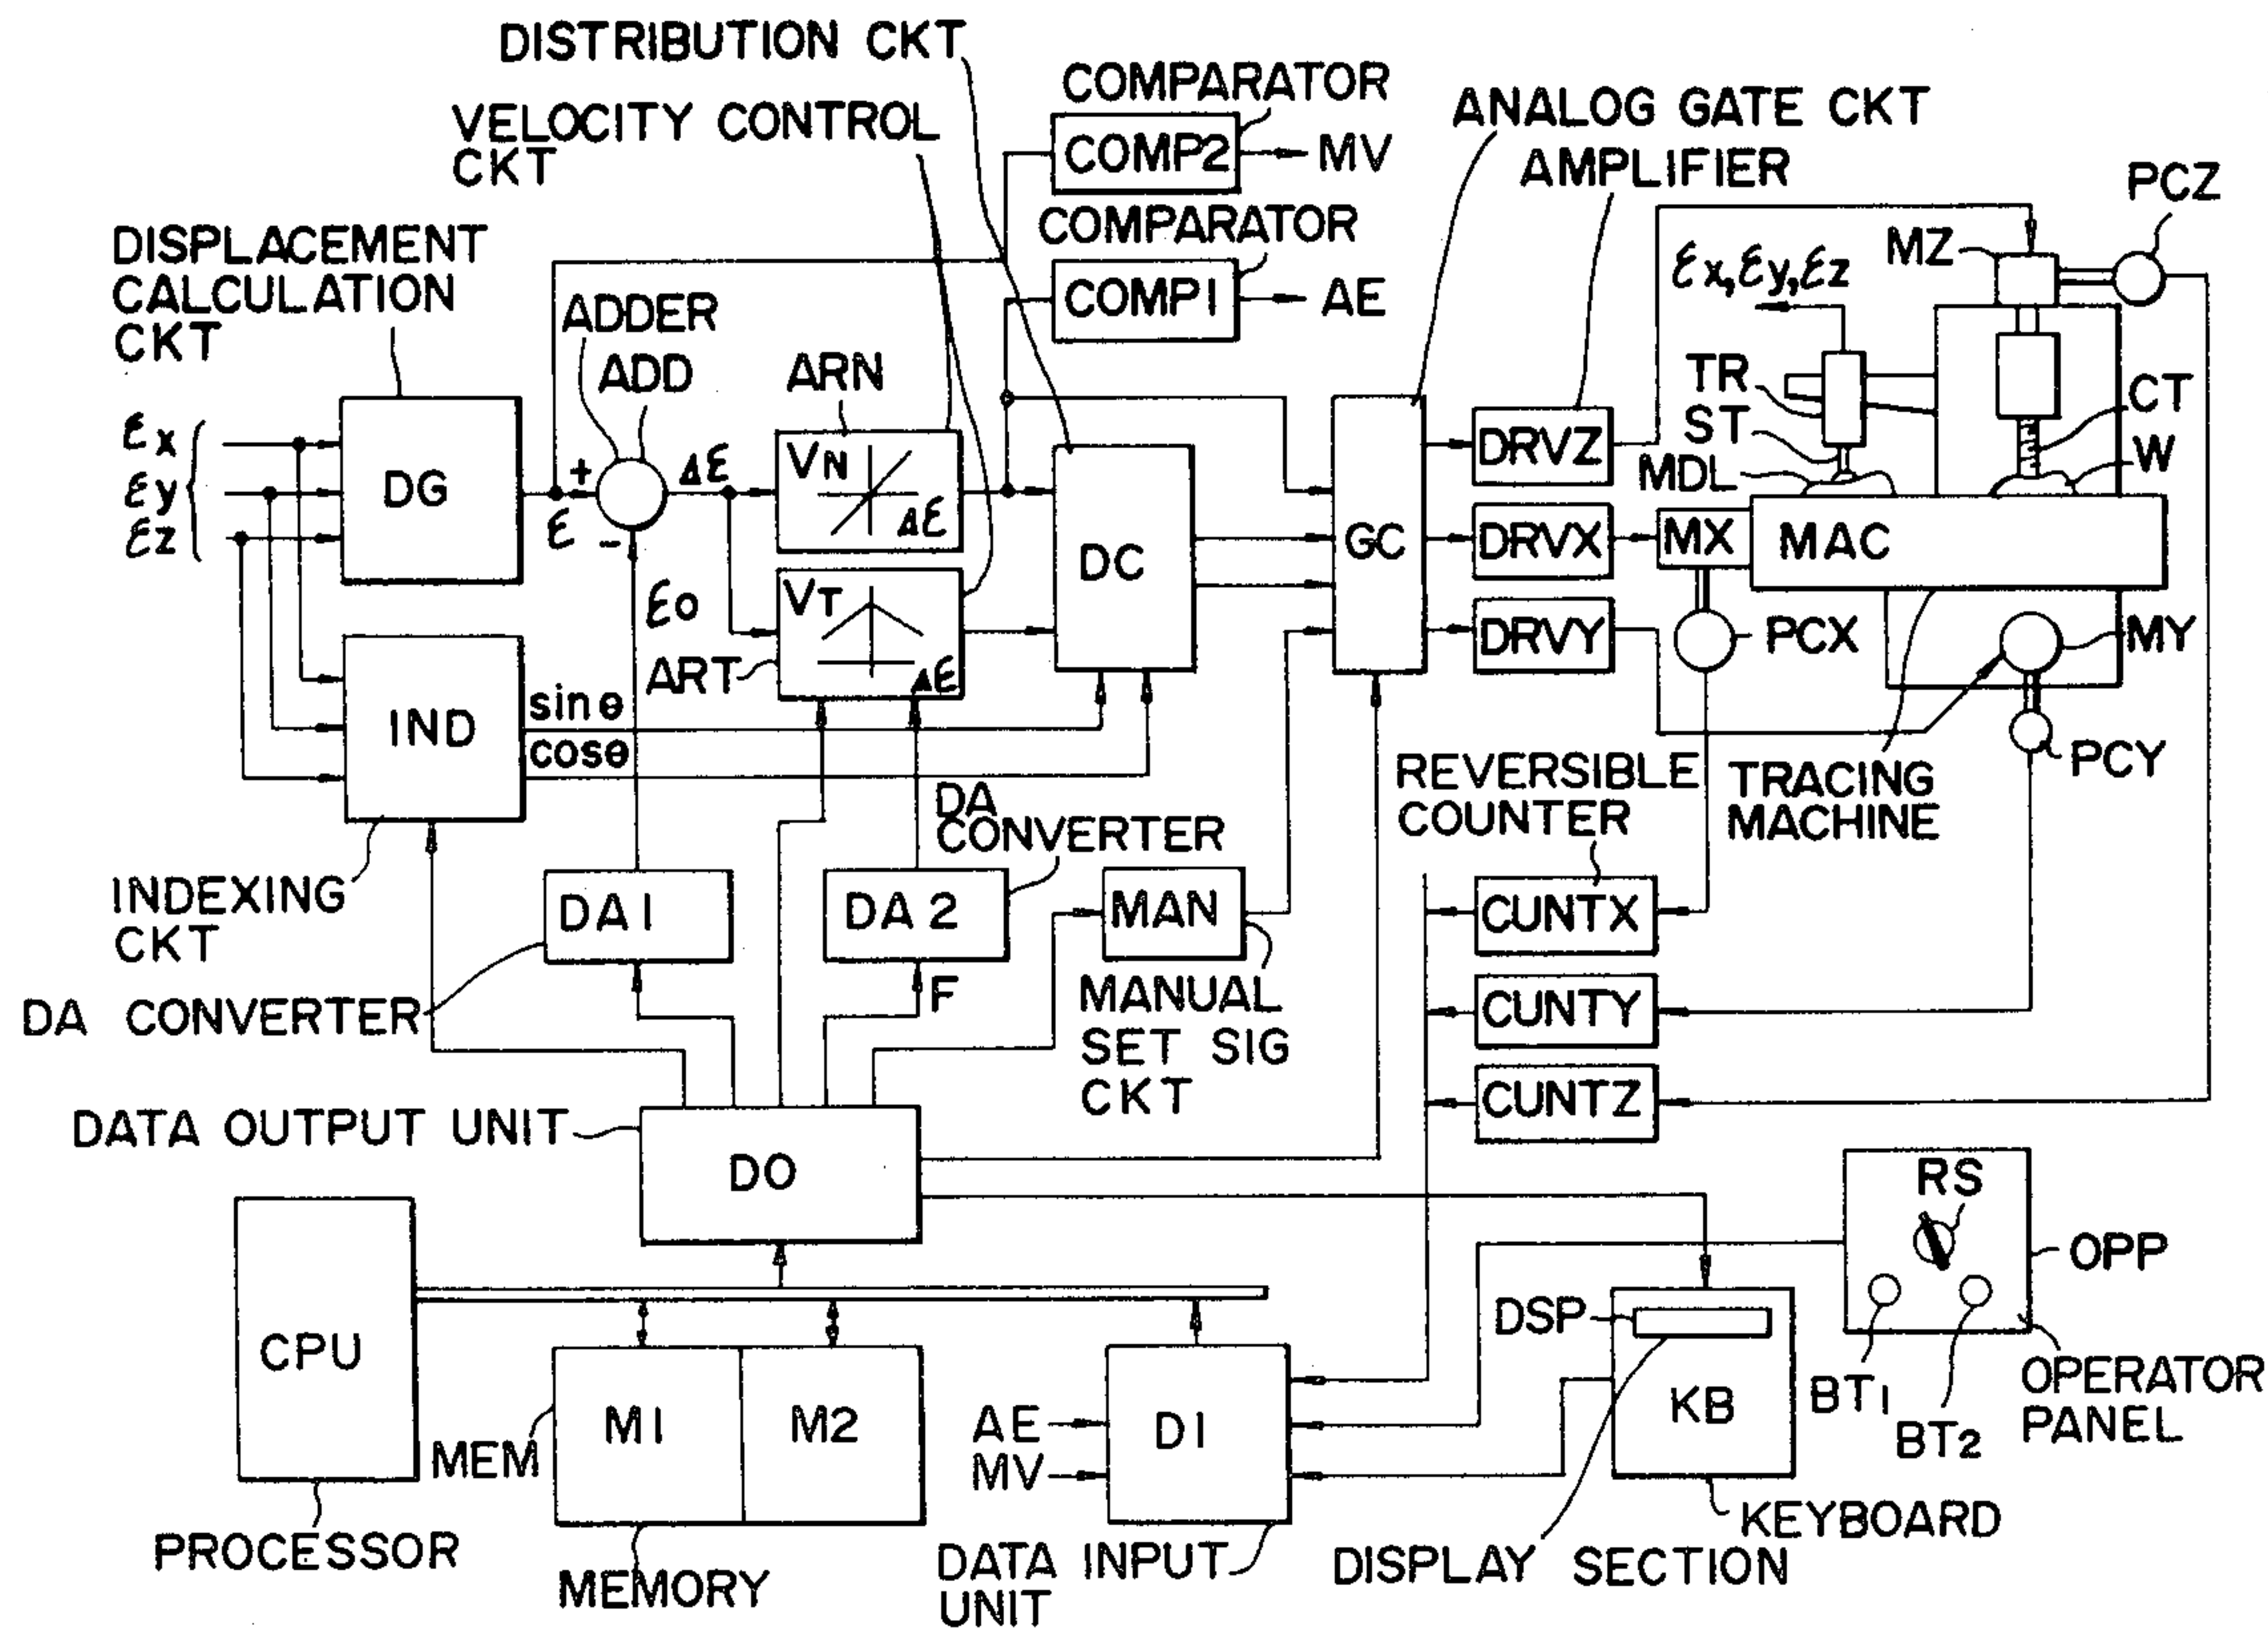 DISTRIBUTION CKT
COMPARATOR
VELOCITY CONTROL
CKT
COMP2
MV
ANALOG GATE CKT
AMPLIFIER
PCZ
COMPARATOR
DISPLACEMENT
CALCULATION
CKT
COMP1
AE
MZ
εx,εy,εz
ADDER
ADD
ARN
TR
ST
CT
W
MDL
εx
εy
εz
DG
+
ε
-
Δε
VN
Δε
DC
GC
DRVZ
DRVX
DRVY
MX
MAC
εo
VT
Δε
ART
PCX
MY
IND
sinθ
cosθ
PCY
REVERSIBLE
COUNTER
TRACING
MACHINE
DA
CONVERTER
INDEXING
CKT
DA1
DA2
MAN
CUNTX
DA CONVERTER
F
MANUAL
SET SIG
CKT
CUNTY
CUNTZ
DATA OUTPUT UNIT
DO
RS
OPP
CPU
DSP
KB
BT1
BT2
OPERATOR
PANEL
MEM
M1
M2
AE
MV
DI
KEYBOARD
PROCESSOR
MEMORY
DATA INPUT
UNIT
DISPLAY SECTION